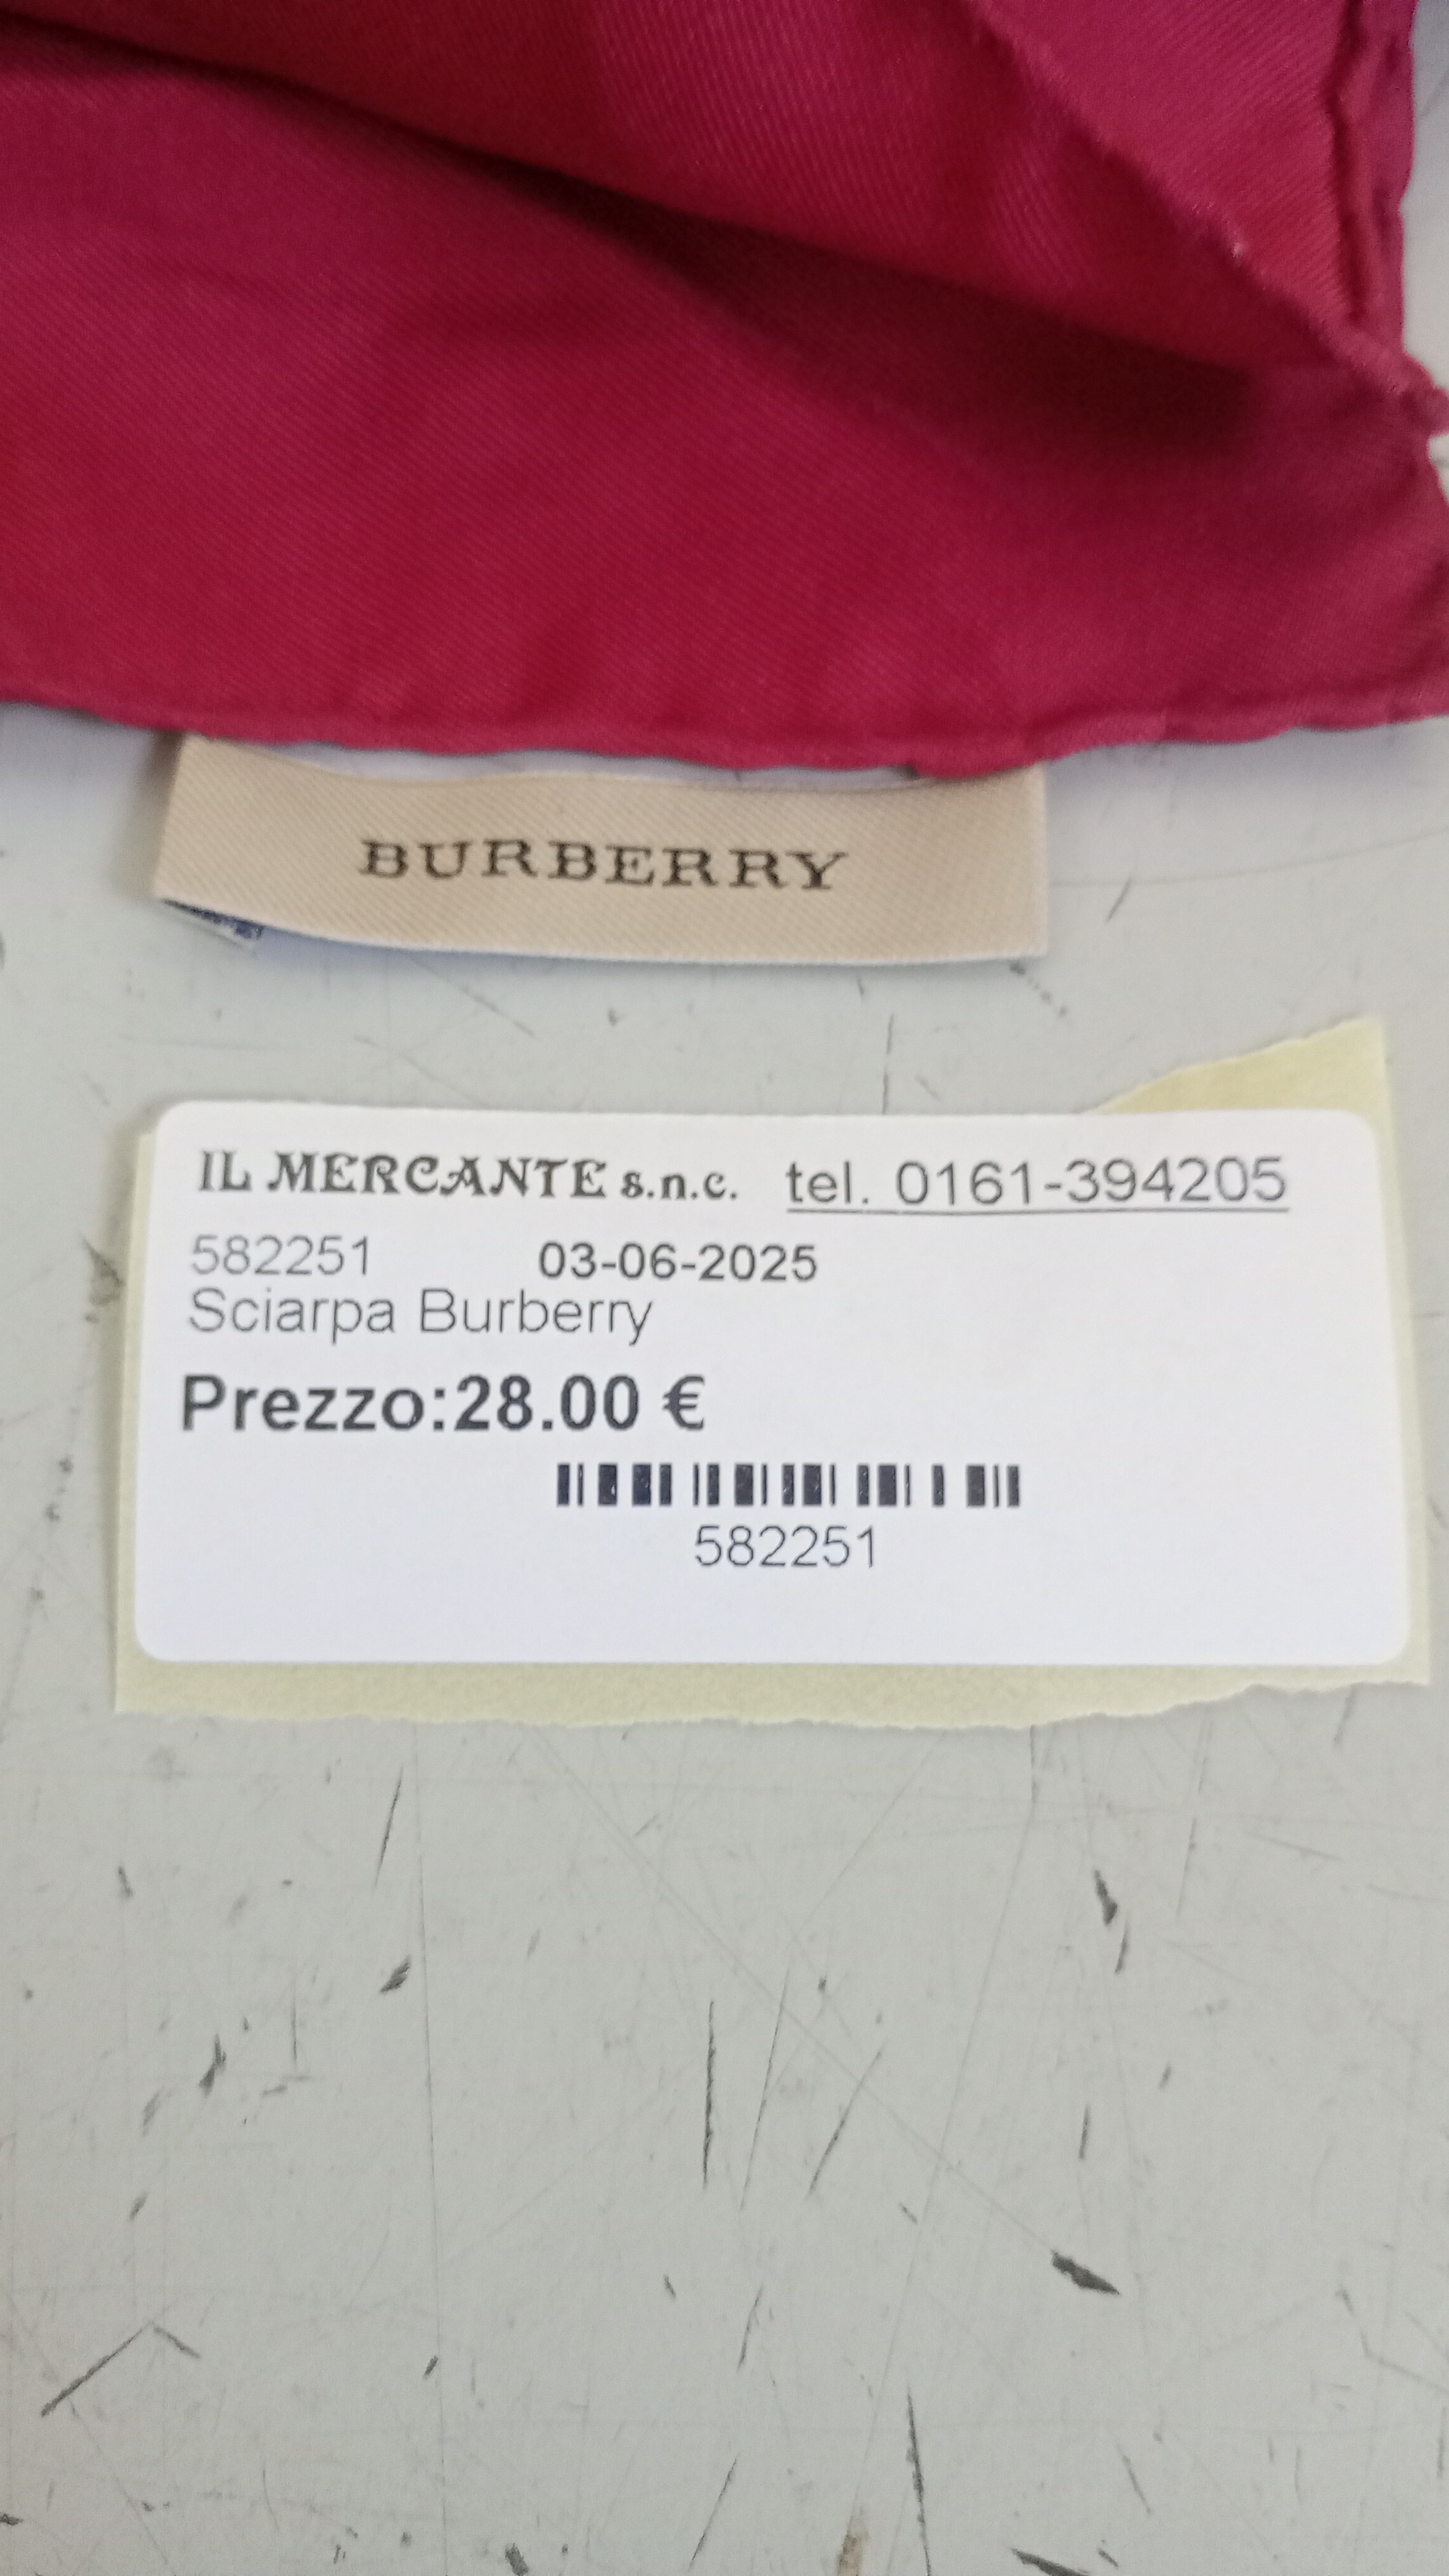 BURBERRY
IL MERCANTE s.n.c. tel. 0161-394205
582251 03-06-2025
Sciarpa Burberry
Prezzo:28.00 €
582251